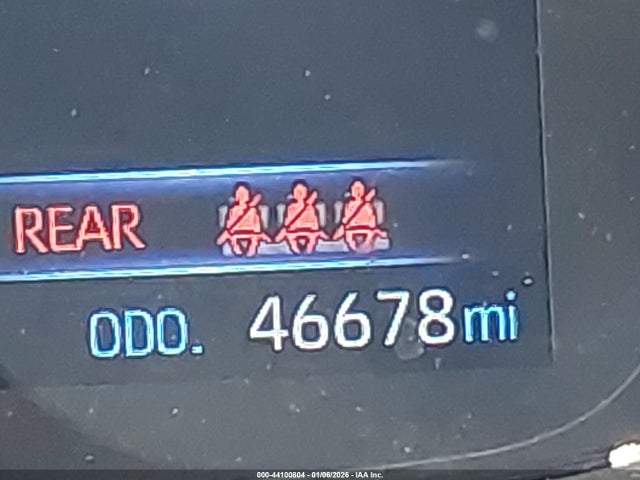 REAR
ODO. 46678mi
000-44100804 - 01/06/2026 - IAA Inc.